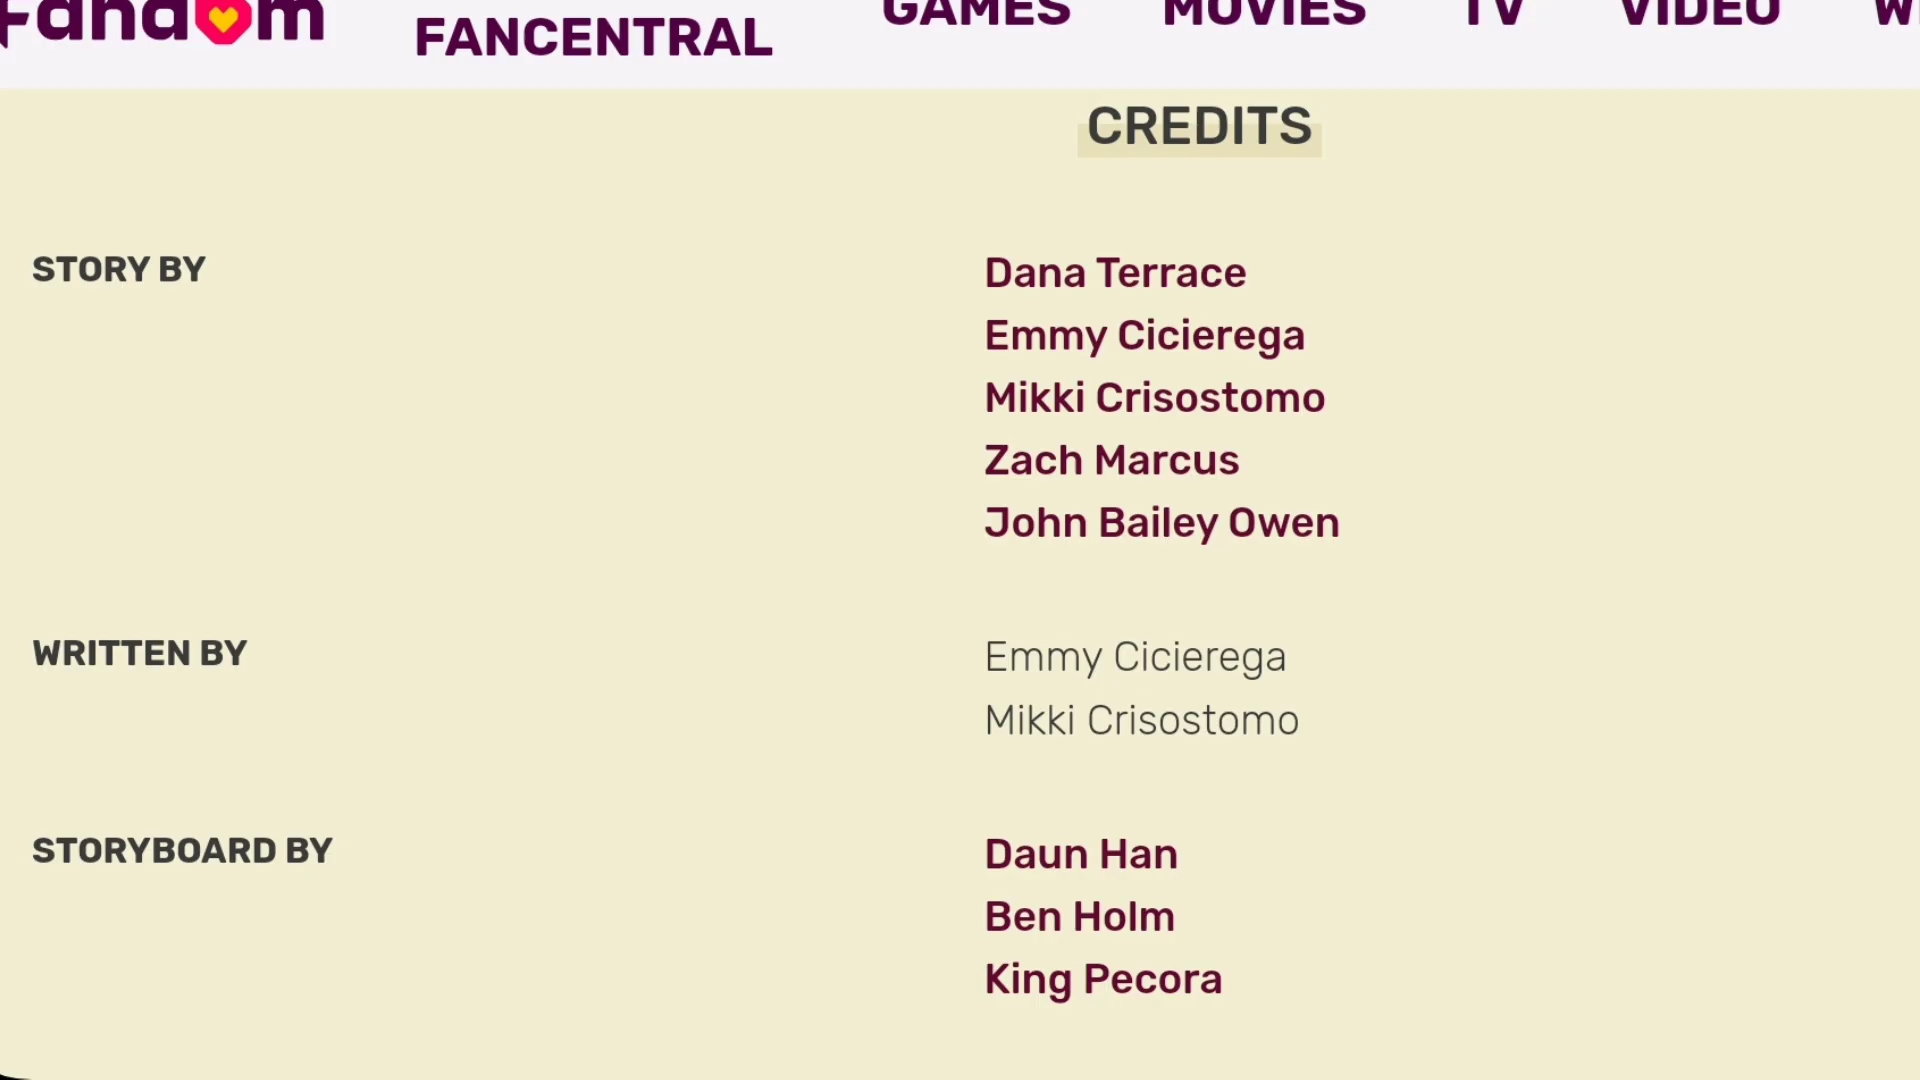 Fandom
FANCENTRAL
GAMES
MOVIES
TV
VIDEO
CREDITS
STORY BY
Dana Terrace
Emmy Cicierega
Mikki Crisostomo
Zach Marcus
John Bailey Owen
WRITTEN BY
Emmy Cicierega
Mikki Crisostomo
STORYBOARD BY
Daun Han
Ben Holm
King Pecora